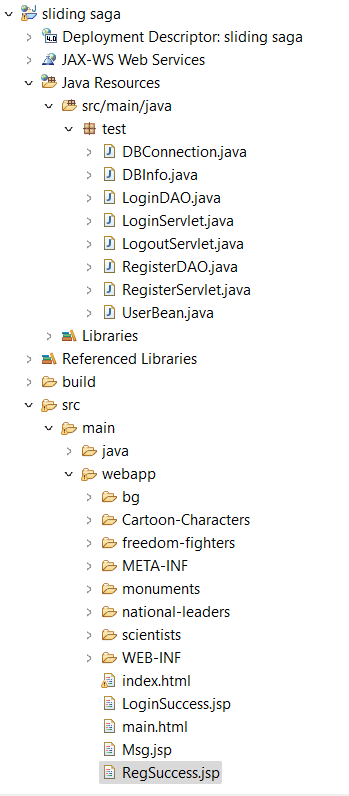 sliding saga
4.0 Deployment Descriptor: sliding saga
JAX-WS Web Services
Java Resources
src/main/java
test
J DBConnection.java
J DBInfo.java
J LoginDAO.java
J LoginServlet.java
J LogoutServlet.java
J RegisterDAO.java
J RegisterServlet.java
J UserBean.java
Libraries
Referenced Libraries
build
src
main
java
webapp
bg
Cartoon-Characters
freedom-fighters
META-INF
monuments
national-leaders
scientists
WEB-INF
index.html
LoginSuccess.jsp
main.html
Msg.jsp
RegSuccess.jsp